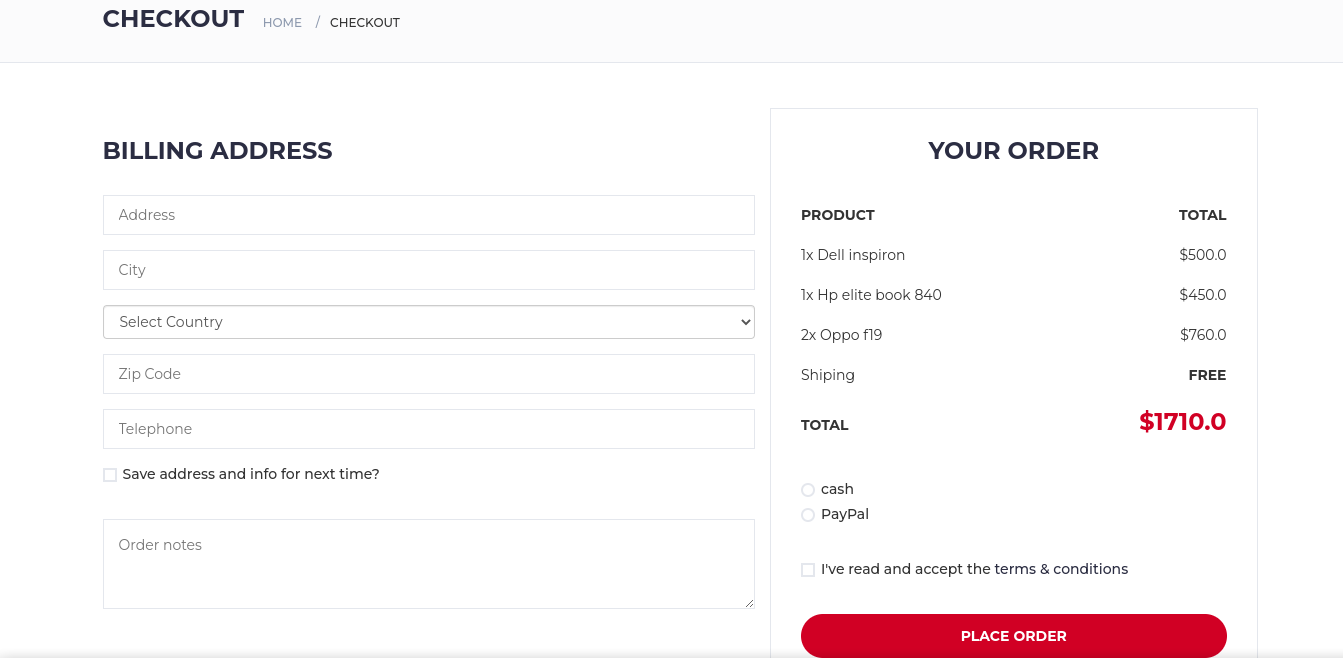 CHECKOUT HOME / CHECKOUT
BILLING ADDRESS
Address
City
Select Country
Zip Code
Telephone
Save address and info for next time?
Order notes
YOUR ORDER
PRODUCT TOTAL
1x Dell inspiron $500.0
1x Hp elite book 840 $450.0
2x Oppo f19 $760.0
Shiping FREE
TOTAL $1710.0
cash
PayPal
I've read and accept the terms & conditions
PLACE ORDER